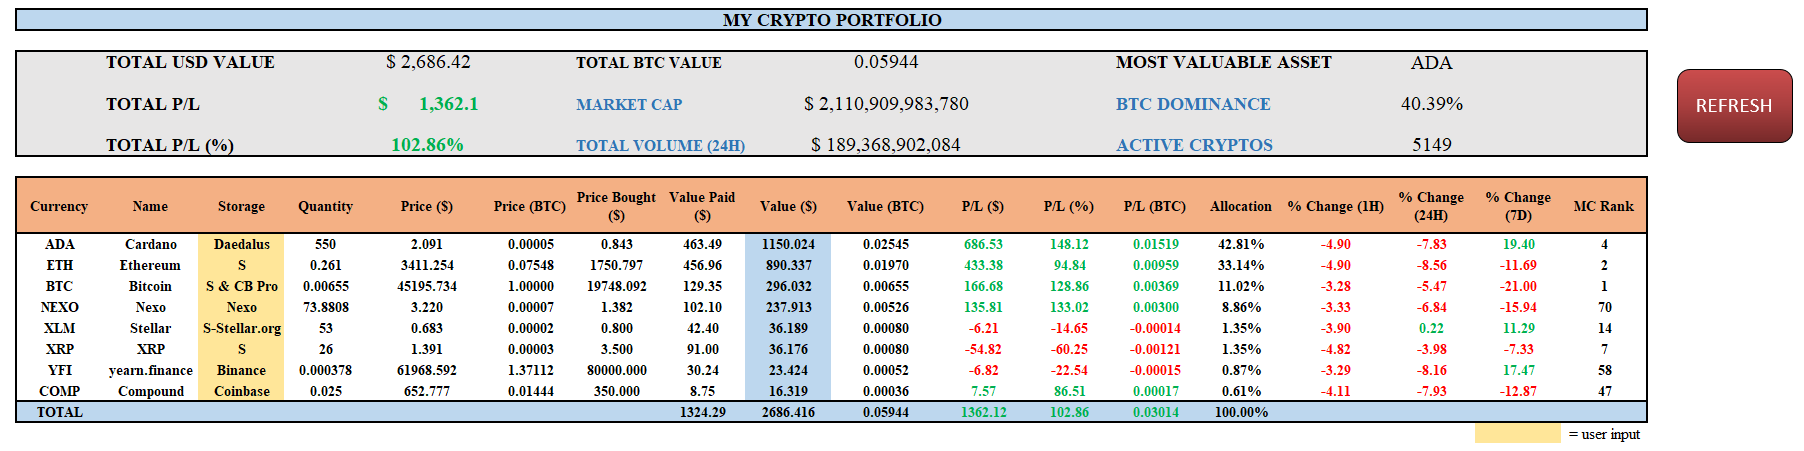 MY CRYPTO PORTFOLIO
TOTAL USD VALUE $ 2,686.42 TOTAL BTC VALUE 0.05944 MOST VALUABLE ASSET ADA
TOTAL P/L $ 1,362.1 MARKET CAP $ 2,110,909,983,780 BTC DOMINANCE 40.39%
REFRESH
TOTAL P/L (%) 102.86% TOTAL VOLUME (24H) $ 189,368,902,084 ACTIVE CRYPTOS 5149
Currency Name Storage Quantity Price ($) Price (BTC) Price Bought ($) Value Paid ($) Value ($) Value (BTC) P/L ($) P/L (%) P/L (BTC) Allocation % Change (1H) % Change (24H) % Change (7D) MC Rank
ADA Cardano Daedalus 550 2.091 0.00005 0.843 463.49 1150.024 0.02545 686.53 148.12 0.01519 42.81% -4.90 -7.83 19.40 4
ETH Ethereum S 0.261 3411.254 0.07548 1750.797 456.96 890.337 0.01970 433.38 94.84 0.00959 33.14% -4.90 -8.56 -11.69 2
BTC Bitcoin S & CB Pro 0.00655 45195.734 1.00000 19748.092 129.35 296.032 0.00655 166.68 128.86 0.00369 11.02% -3.28 -5.47 -21.00 1
NEXO Nexo Nexo 73.8808 3.220 0.00007 1.382 102.10 237.913 0.00526 135.81 133.02 0.00300 8.86% -3.33 -6.84 -15.94 70
XLM Stellar S-Stellar.org 53 0.683 0.00002 0.800 42.40 36.189 0.00080 -6.21 -14.65 -0.00014 1.35% -3.90 0.22 11.29 14
XRP XRP S 26 1.391 0.00003 3.500 91.00 36.176 0.00080 -54.82 -60.25 -0.00121 1.35% -4.82 -3.98 -7.33 7
YFI yearn.finance Binance 0.000378 61968.592 1.37112 80000.000 30.24 23.424 0.00052 -6.82 -22.54 -0.00015 0.87% -3.29 -8.16 17.47 58
COMP Compound Coinbase 0.025 652.777 0.01444 350.000 8.75 16.319 0.00036 7.57 86.51 0.00017 0.61% -4.11 -7.93 -12.87 47
TOTAL 1324.29 2686.416 0.05944 1362.12 102.86 0.03014 100.00%
= user input